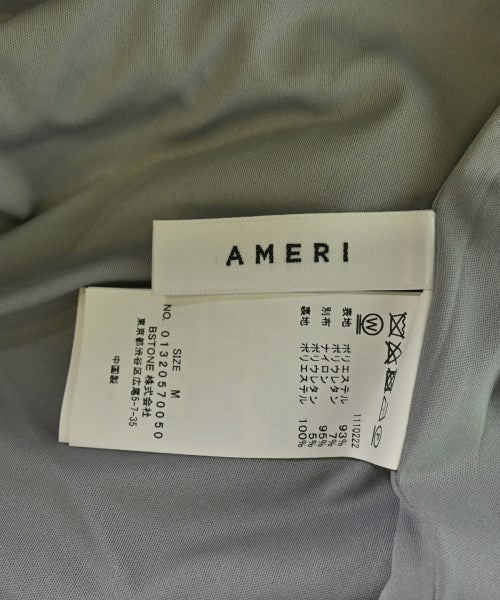 AMERI
SIZE M
NO. 01320570050
BSTONE 株式会社
東京都渋谷区広尾5-7-35
中国製
1110222
表地 ポリエステル 93%
ポリウレタン 7%
別布 ナイロン 95%
ポリウレタン 5%
裏地 ポリエステル 100%
W